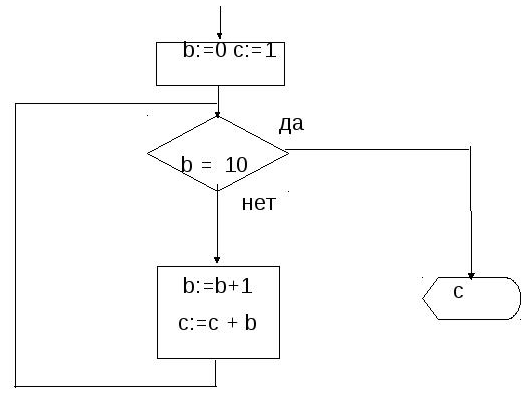 b:=0 c:=1
да
b = 10
нет
b:=b+1
c:=c + b
c